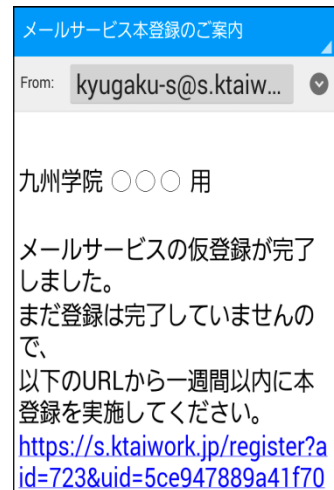 メールサービス本登録のご案内
From: kyugaku-s@s.ktaiw...
九州学院 ○○○ 用
メールサービスの仮登録が完了
しました。
まだ登録は完了していませんの
で、
以下のURLから一週間以内に本
登録を実施してください。
https://s.ktaiwork.jp/register?a
id=723&uid=5ce947889a41f70